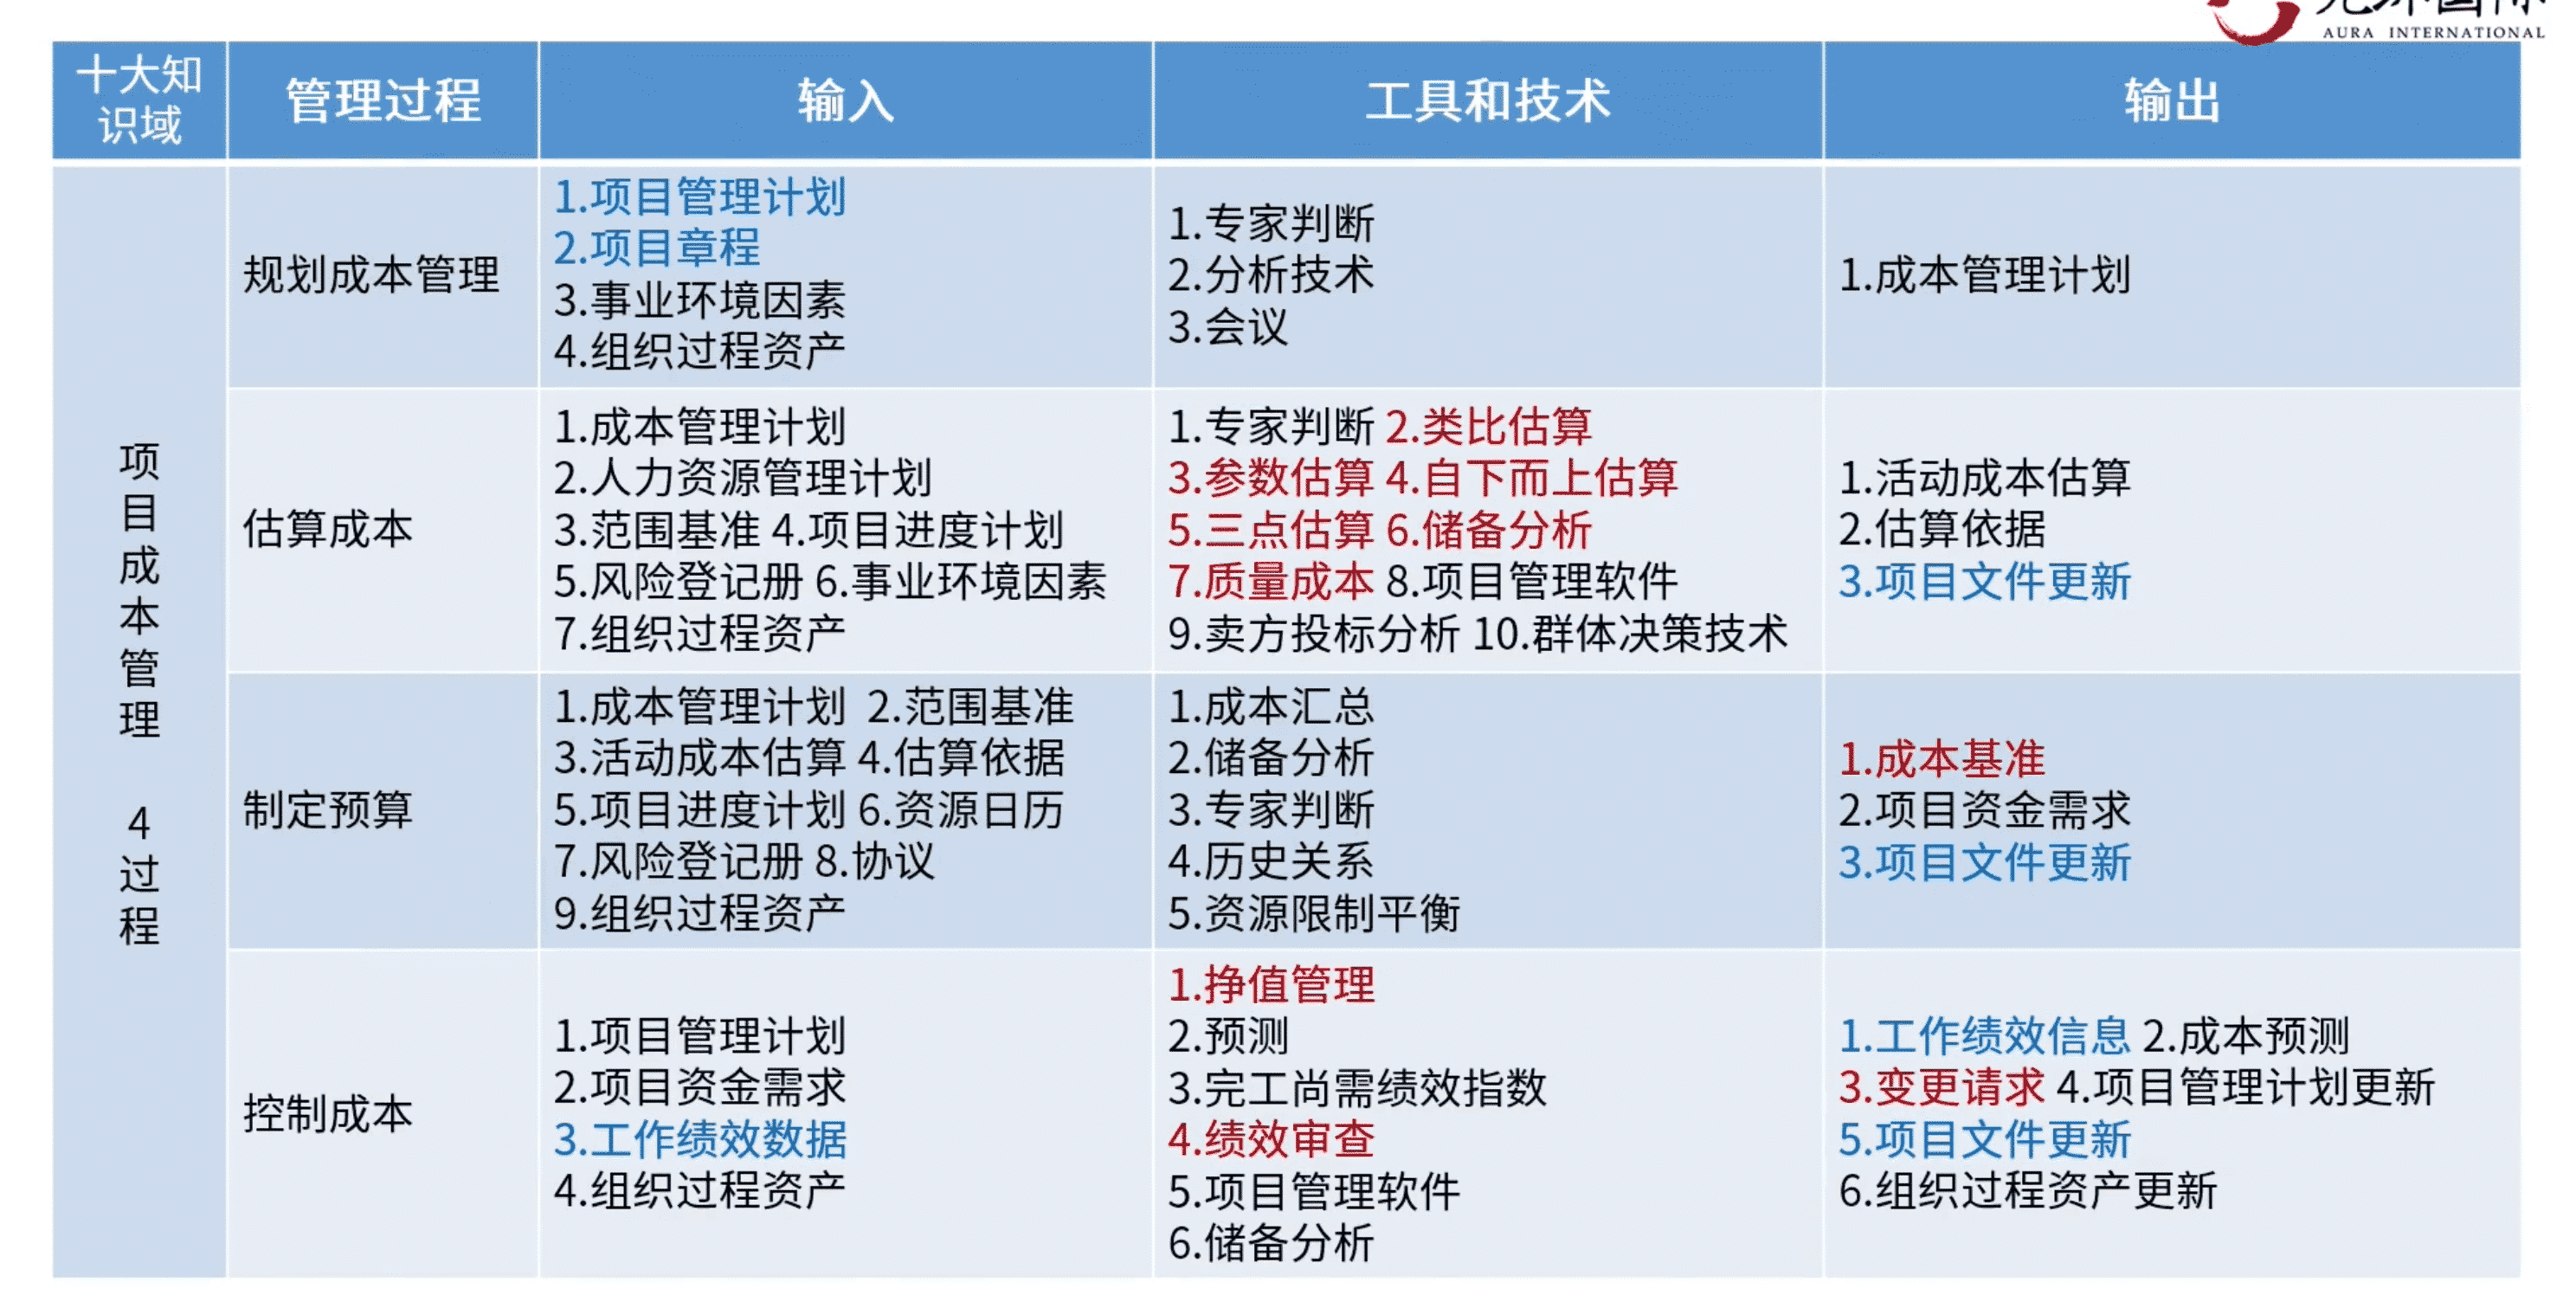 AURA INTERNATIONAL
十大知
识域
管理过程
输入
工具和技术
输出
项
目
成
本
管
理
4
过
程
规划成本管理
1.项目管理计划
2.项目章程
3.事业环境因素
4.组织过程资产
1.专家判断
2.分析技术
3.会议
1.成本管理计划
估算成本
1.成本管理计划
2.人力资源管理计划
3.范围基准 4.项目进度计划
5.风险登记册 6.事业环境因素
7.组织过程资产
1.专家判断 2.类比估算
3.参数估算 4.自下而上估算
5.三点估算 6.储备分析
7.质量成本 8.项目管理软件
9.卖方投标分析 10.群体决策技术
1.活动成本估算
2.估算依据
3.项目文件更新
制定预算
1.成本管理计划 2.范围基准
3.活动成本估算 4.估算依据
5.项目进度计划 6.资源日历
7.风险登记册 8.协议
9.组织过程资产
1.成本汇总
2.储备分析
3.专家判断
4.历史关系
5.资源限制平衡
1.成本基准
2.项目资金需求
3.项目文件更新
控制成本
1.项目管理计划
2.项目资金需求
3.工作绩效数据
4.组织过程资产
1.挣值管理
2.预测
3.完工尚需绩效指数
4.绩效审查
5.项目管理软件
6.储备分析
1.工作绩效信息 2.成本预测
3.变更请求 4.项目管理计划更新
5.项目文件更新
6.组织过程资产更新